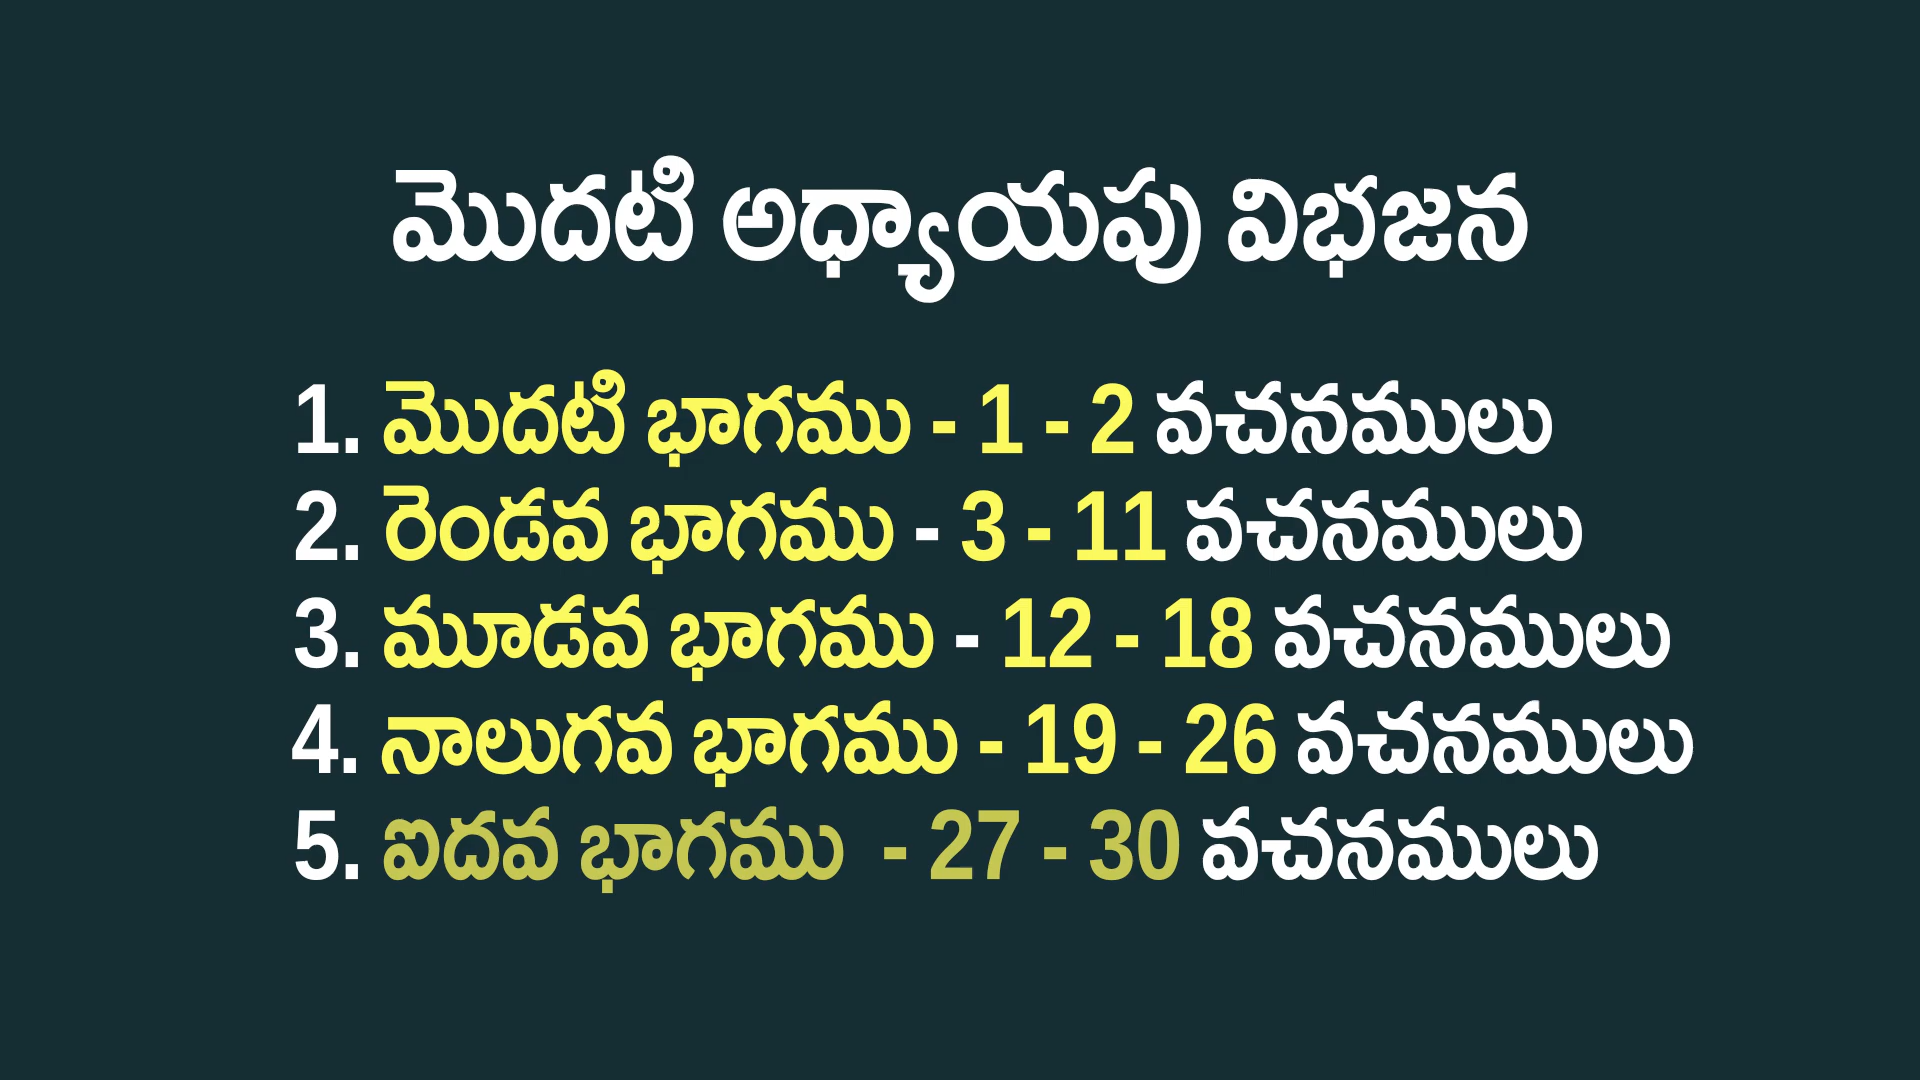 మొదటి అధ్యాయపు విభజన
1. మొదటి భాగము - 1 - 2 వచనములు
2. రెండవ భాగము - 3 - 11 వచనములు
3. మూడవ భాగము - 12 - 18 వచనములు
4. నాలుగవ భాగము - 19 - 26 వచనములు
5. ఐదవ భాగము - 27 - 30 వచనములు